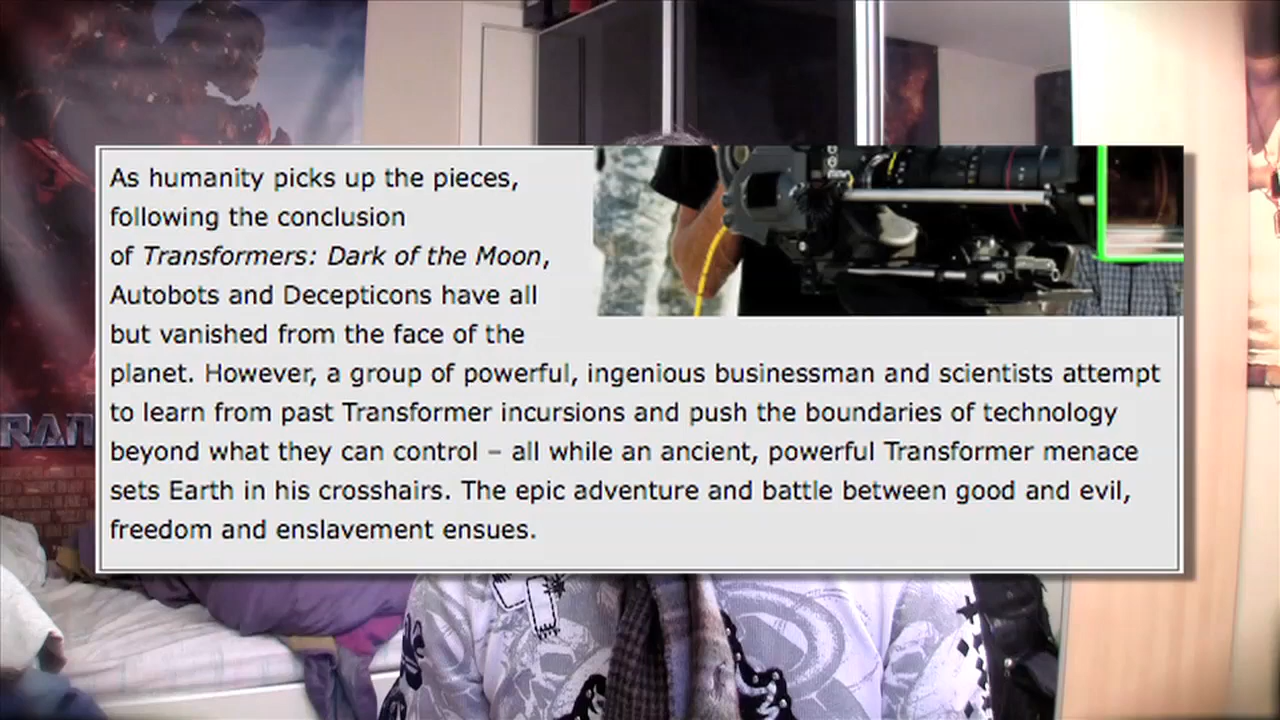 As humanity picks up the pieces,
following the conclusion
of Transformers: Dark of the Moon,
Autobots and Decepticons have all
but vanished from the face of the
planet. However, a group of powerful, ingenious businessman and scientists attempt
to learn from past Transformer incursions and push the boundaries of technology
beyond what they can control – all while an ancient, powerful Transformer menace
sets Earth in his crosshairs. The epic adventure and battle between good and evil,
freedom and enslavement ensues.
RAN